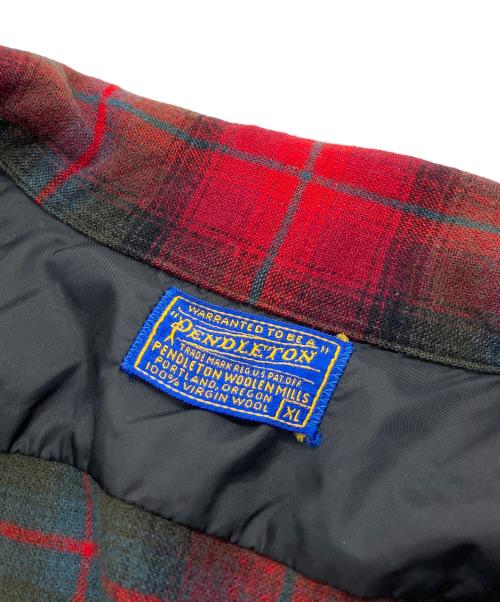 WARRANTED TO BE A
"PENDLETON"
TRADE MARK REG U.S. PAT. OFF.
PENDLETON WOOLEN MILLS
PORTLAND, OREGON
100% VIRGIN WOOL
XL